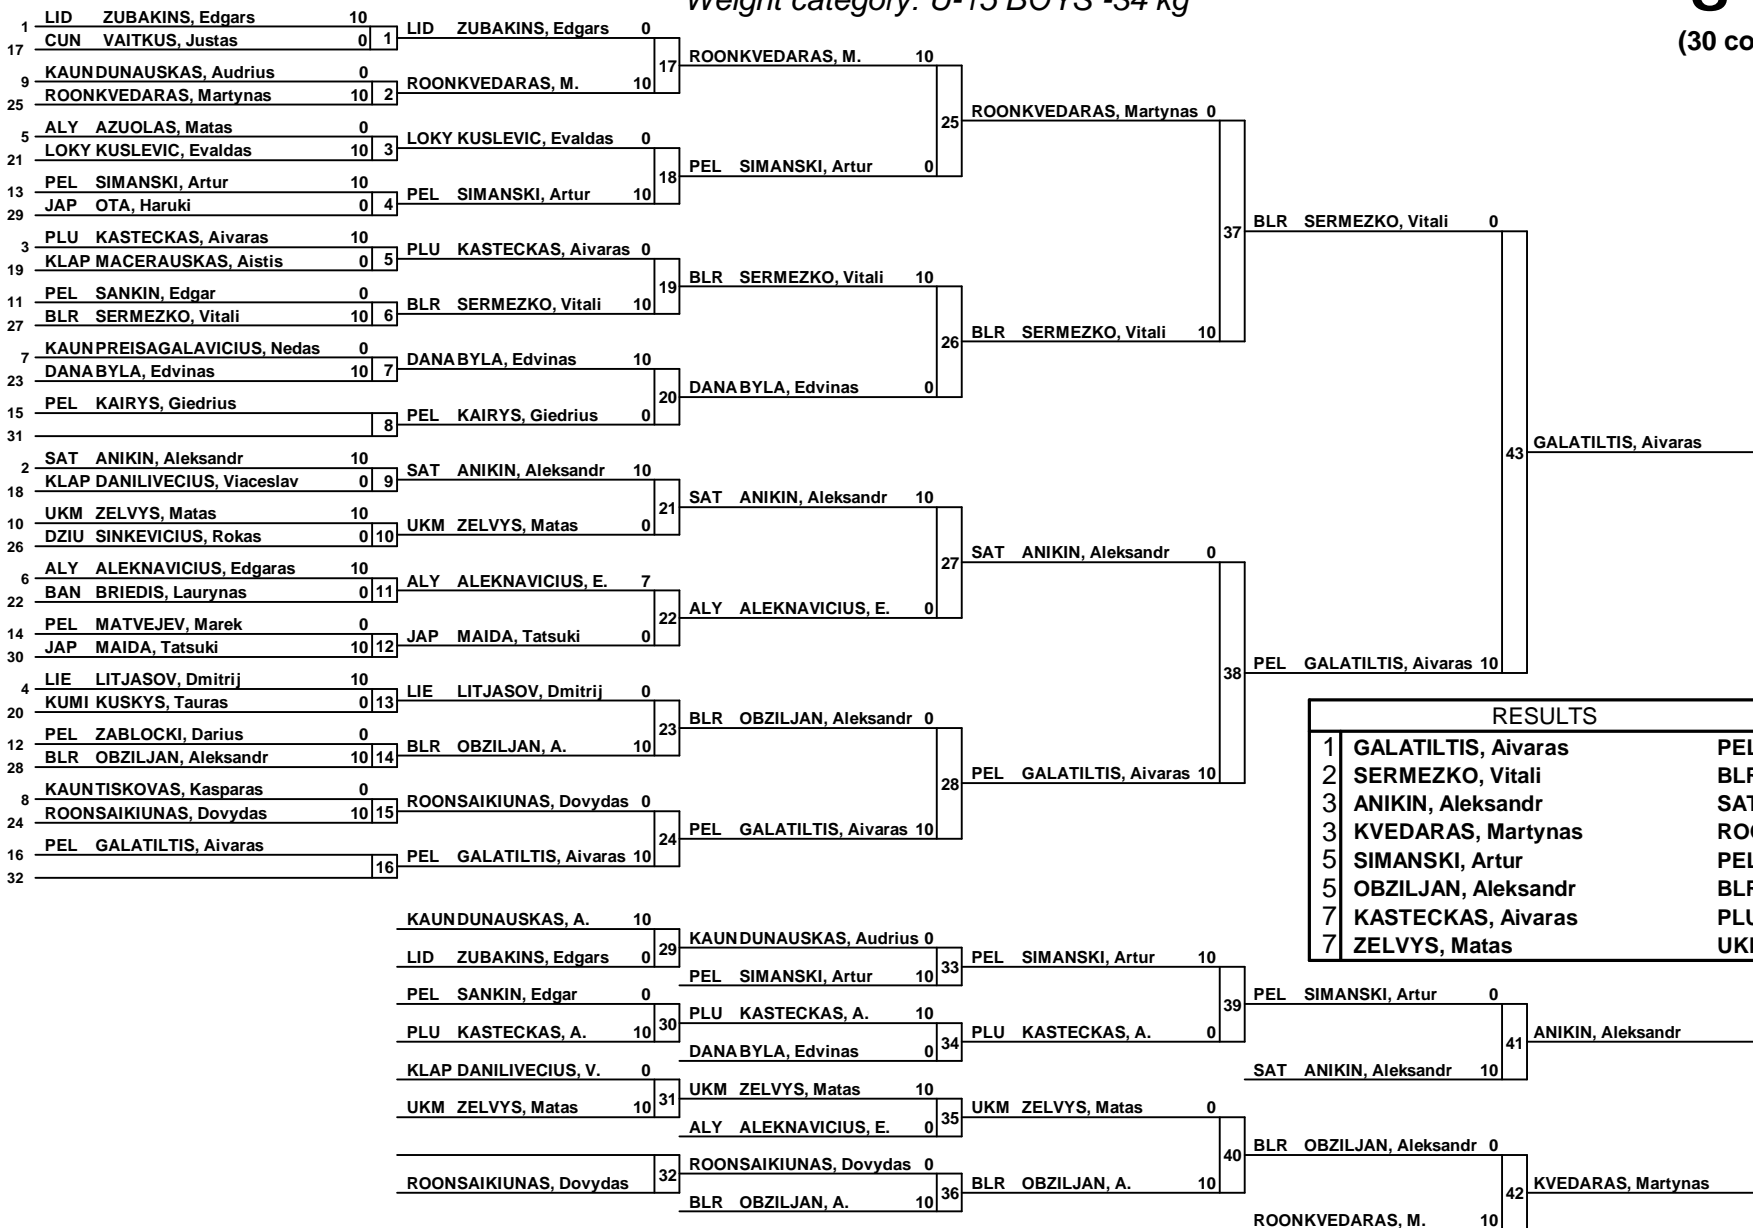 Weight category: U-15 BOYS -34 kg
(30 co
1 LID ZUBAKINS, Edgars 10
17 CUN VAITKUS, Justas 0 1
9 KAUN DUNAUSKAS, Audrius 0
25 ROON KVEDARAS, Martynas 10 2
5 ALY AZUOLAS, Matas 0
21 LOKY KUSLEVIC, Evaldas 10 3
13 PEL SIMANSKI, Artur 10
29 JAP OTA, Haruki 0 4
3 PLU KASTECKAS, Aivaras 10
19 KLAP MACERAUSKAS, Aistis 0 5
11 PEL SANKIN, Edgar 0
27 BLR SERMEZKO, Vitali 10 6
7 KAUN PREISAGALAVICIUS, Nedas 0
23 DANA BYLA, Edvinas 10 7
15 PEL KAIRYS, Giedrius
31 8
2 SAT ANIKIN, Aleksandr 10
18 KLAP DANILIVECIUS, Viaceslav 0 9
10 UKM ZELVYS, Matas 10
26 DZIU SINKEVICIUS, Rokas 0 10
6 ALY ALEKNAVICIUS, Edgaras 10
22 BAN BRIEDIS, Laurynas 0 11
14 PEL MATVEJEV, Marek 0
30 JAP MAIDA, Tatsuki 10 12
4 LIE LITJASOV, Dmitrij 10
20 KUMI KUSKYS, Tauras 0 13
12 PEL ZABLOCKI, Darius 0
28 BLR OBZILJAN, Aleksandr 10 14
8 KAUN TISKOVAS, Kasparas 0
24 ROON SAIKIUNAS, Dovydas 10 15
16 PEL GALATILTIS, Aivaras
32 16
LID ZUBAKINS, Edgars 0
17
ROON KVEDARAS, M. 10
LOKY KUSLEVIC, Evaldas 0
18
PEL SIMANSKI, Artur 10
PLU KASTECKAS, Aivaras 0
19
BLR SERMEZKO, Vitali 10
DANA BYLA, Edvinas 10
20
PEL KAIRYS, Giedrius 0
SAT ANIKIN, Aleksandr 10
21
UKM ZELVYS, Matas 0
ALY ALEKNAVICIUS, E. 7
22
JAP MAIDA, Tatsuki 0
LIE LITJASOV, Dmitrij 0
23
BLR OBZILJAN, A. 10
ROON SAIKIUNAS, Dovydas 0
24
PEL GALATILTIS, Aivaras 10
ROON KVEDARAS, M. 10
25
PEL SIMANSKI, Artur 0
BLR SERMEZKO, Vitali 10
26
DANA BYLA, Edvinas 0
SAT ANIKIN, Aleksandr 10
27
ALY ALEKNAVICIUS, E. 0
BLR OBZILJAN, Aleksandr 0
28
PEL GALATILTIS, Aivaras 10
ROON KVEDARAS, Martynas 0
37
BLR SERMEZKO, Vitali 10
SAT ANIKIN, Aleksandr 0
38
PEL GALATILTIS, Aivaras 10
BLR SERMEZKO, Vitali 0
43
PEL GALATILTIS, Aivaras 10
GALATILTIS, Aivaras
RESULTS
1 GALATILTIS, Aivaras PEL
2 SERMEZKO, Vitali BLR
3 ANIKIN, Aleksandr SAT
3 KVEDARAS, Martynas ROO
5 SIMANSKI, Artur PEL
5 OBZILJAN, Aleksandr BLR
7 KASTECKAS, Aivaras PLU
7 ZELVYS, Matas UKM
KAUN DUNAUSKAS, A. 10
29
LID ZUBAKINS, Edgars 0
PEL SANKIN, Edgar 0
30
PLU KASTECKAS, A. 10
KLAP DANILIVECIUS, V. 0
31
UKM ZELVYS, Matas 10
32
ROON SAIKIUNAS, Dovydas
KAUN DUNAUSKAS, Audrius 0
33
PEL SIMANSKI, Artur 10
PLU KASTECKAS, A. 10
34
DANA BYLA, Edvinas 0
UKM ZELVYS, Matas 10
35
ALY ALEKNAVICIUS, E. 0
ROON SAIKIUNAS, Dovydas 0
36
BLR OBZILJAN, A. 10
PEL SIMANSKI, Artur 10
39
PLU KASTECKAS, A. 0
UKM ZELVYS, Matas 0
40
BLR OBZILJAN, A. 10
PEL SIMANSKI, Artur 0
41
SAT ANIKIN, Aleksandr 10
BLR OBZILJAN, Aleksandr 0
42
ROON KVEDARAS, M. 10
ANIKIN, Aleksandr
KVEDARAS, Martynas